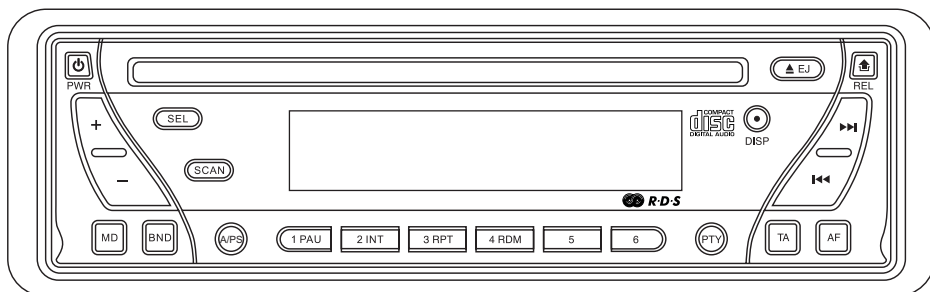 EJ
PWR
REL
SEL
COMPACT
disc
DIGITAL AUDIO
DISP
SCAN
R·D·S
MD
BND
A/PS
1 PAU
2 INT
3 RPT
4 RDM
5
6
PTY
TA
AF